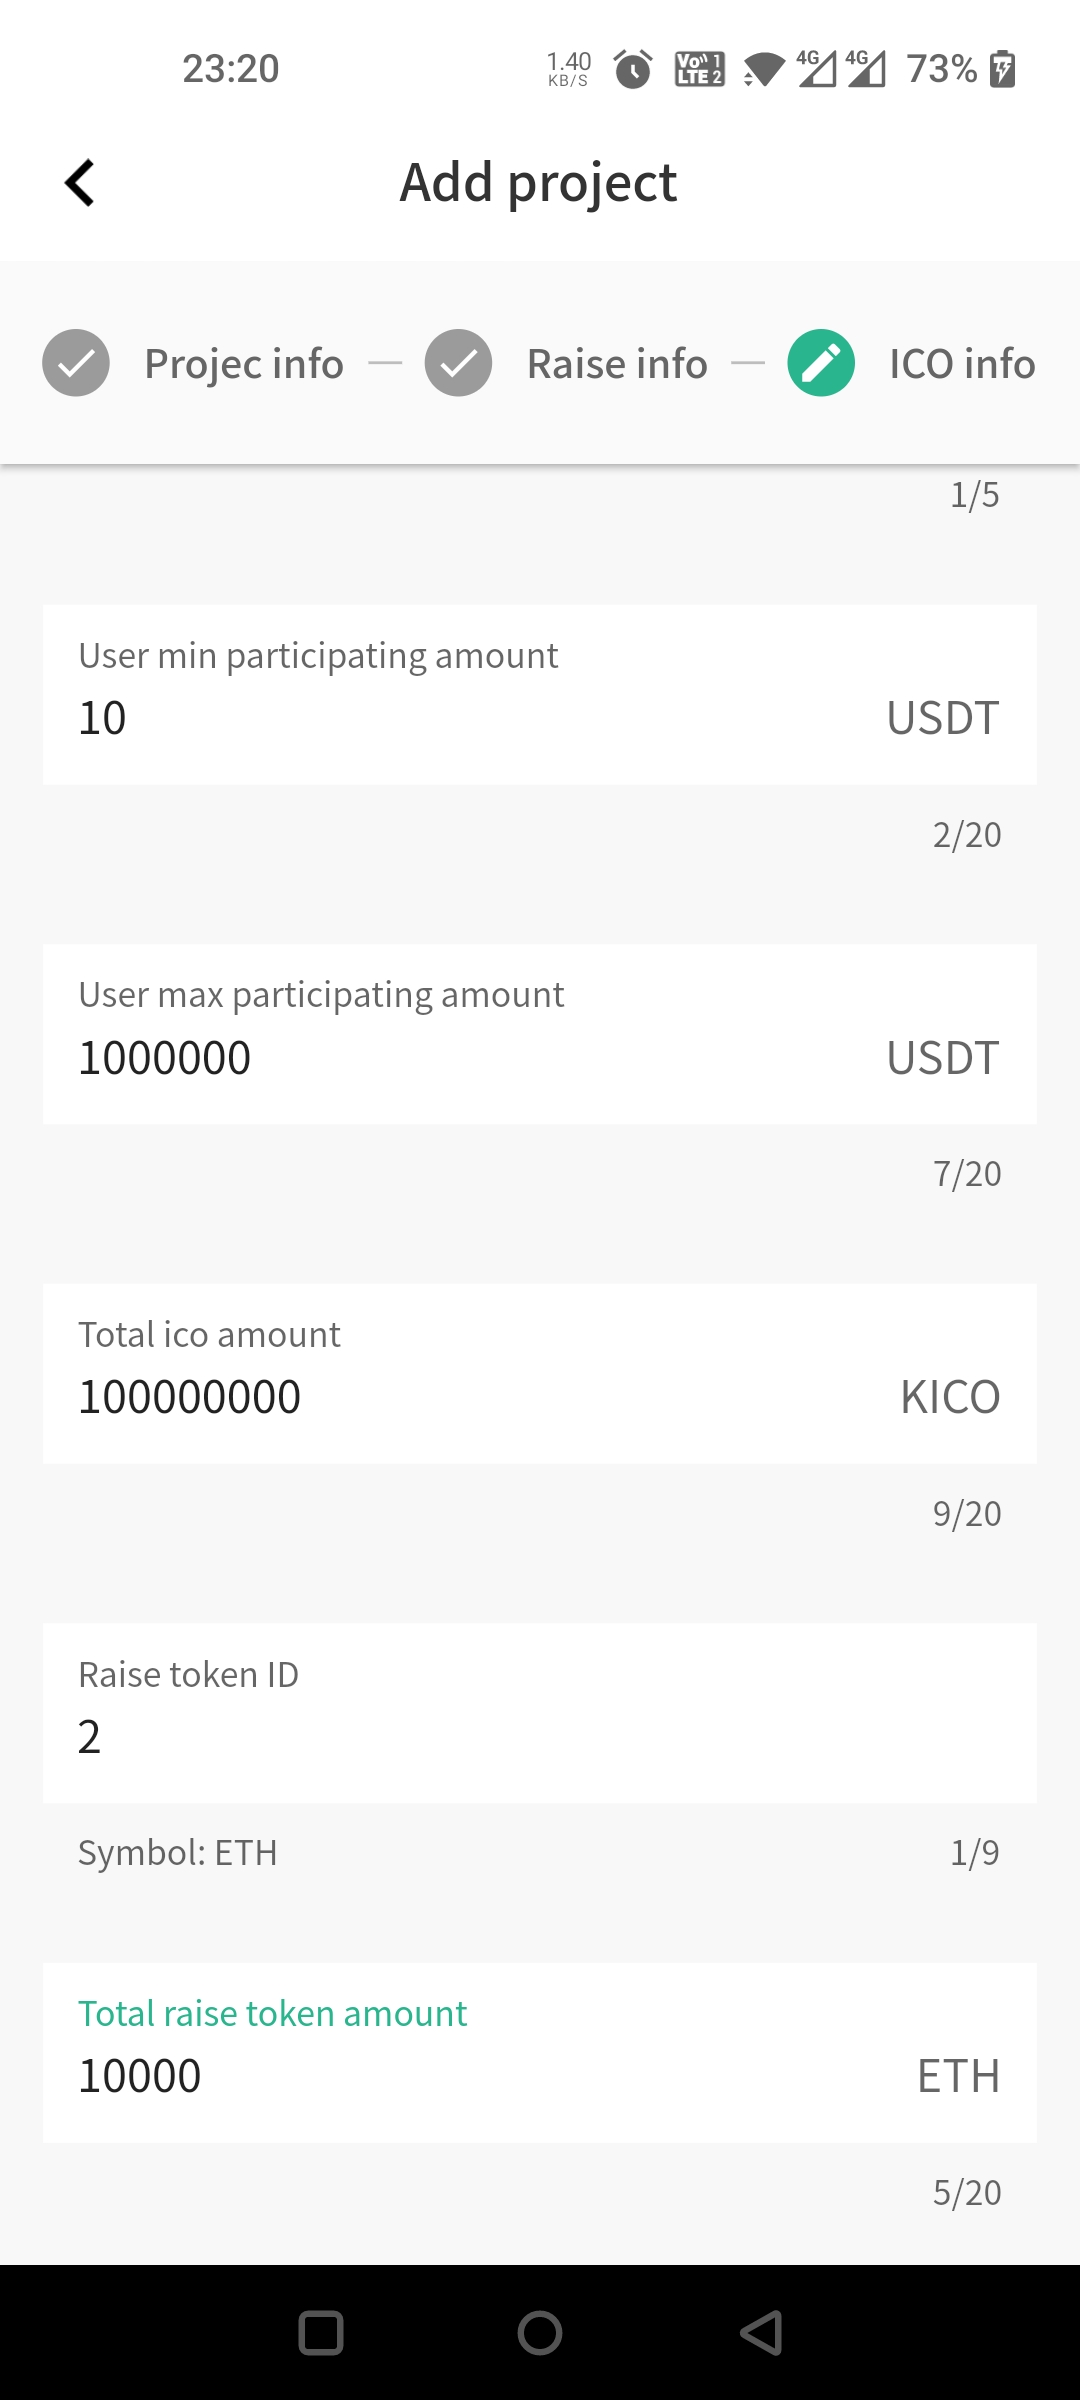 23:20 1.40 KB/S Vo)) 1 LTE 2 4G 4G 73%
Add project
Projec info — Raise info — ICO info
1/5
User min participating amount
10 USDT
2/20
User max participating amount
1000000 USDT
7/20
Total ico amount
100000000 KICO
9/20
Raise token ID
2
Symbol: ETH 1/9
Total raise token amount
10000 ETH
5/20